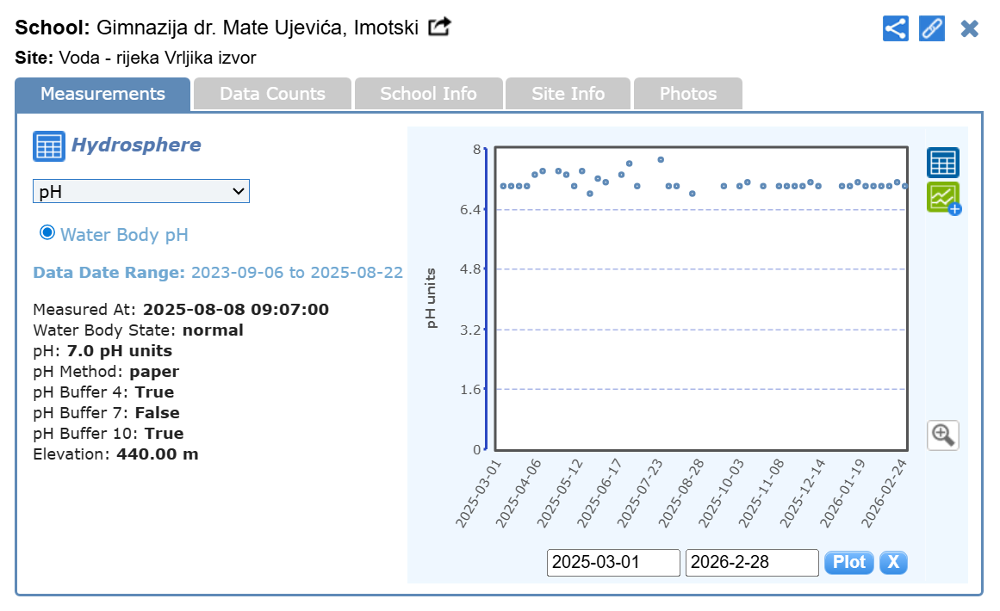 School: Gimnazija dr. Mate Ujevića, Imotski
Site: Voda - rijeka Vrljika izvor
Measurements
Data Counts
School Info
Site Info
Photos
Hydrosphere
pH
Water Body pH
Data Date Range: 2023-09-06 to 2025-08-22
Measured At: 2025-08-08 09:07:00
Water Body State: normal
pH: 7.0 pH units
pH Method: paper
pH Buffer 4: True
pH Buffer 7: False
pH Buffer 10: True
Elevation: 440.00 m
pH units
8
6.4
4.8
3.2
1.6
0
2025-03-01
2025-04-06
2025-05-12
2025-06-17
2025-07-23
2025-08-28
2025-10-03
2025-11-08
2025-12-14
2026-01-19
2026-02-24
2025-03-01
2026-2-28
Plot
X